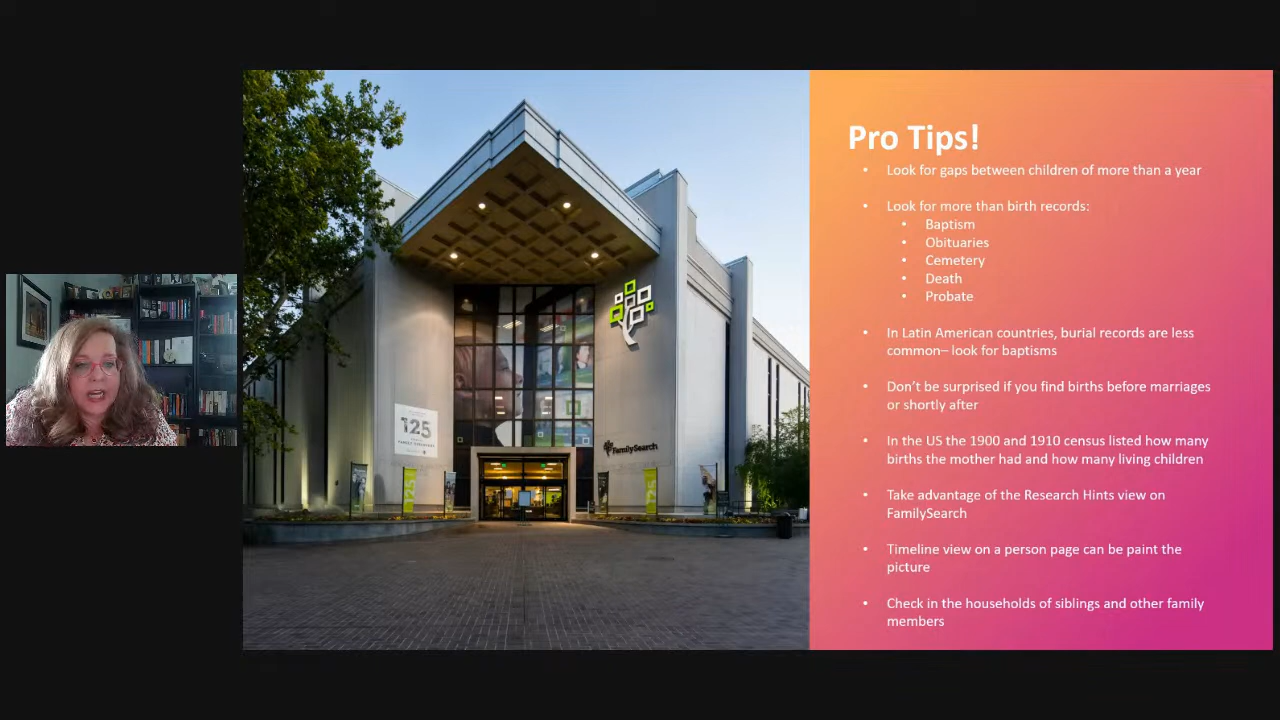 Pro Tips!
• Look for gaps between children of more than a year
• Look for more than birth records:
• Baptism
• Obituaries
• Cemetery
• Death
• Probate
• In Latin American countries, burial records are less
common– look for baptisms
• Don't be surprised if you find births before marriages
or shortly after
• In the US the 1900 and 1910 census listed how many
births the mother had and how many living children
• Take advantage of the Research Hints view on
FamilySearch
• Timeline view on a person page can be paint the
picture
• Check in the households of siblings and other family
members
125
FamilySearch
125
125